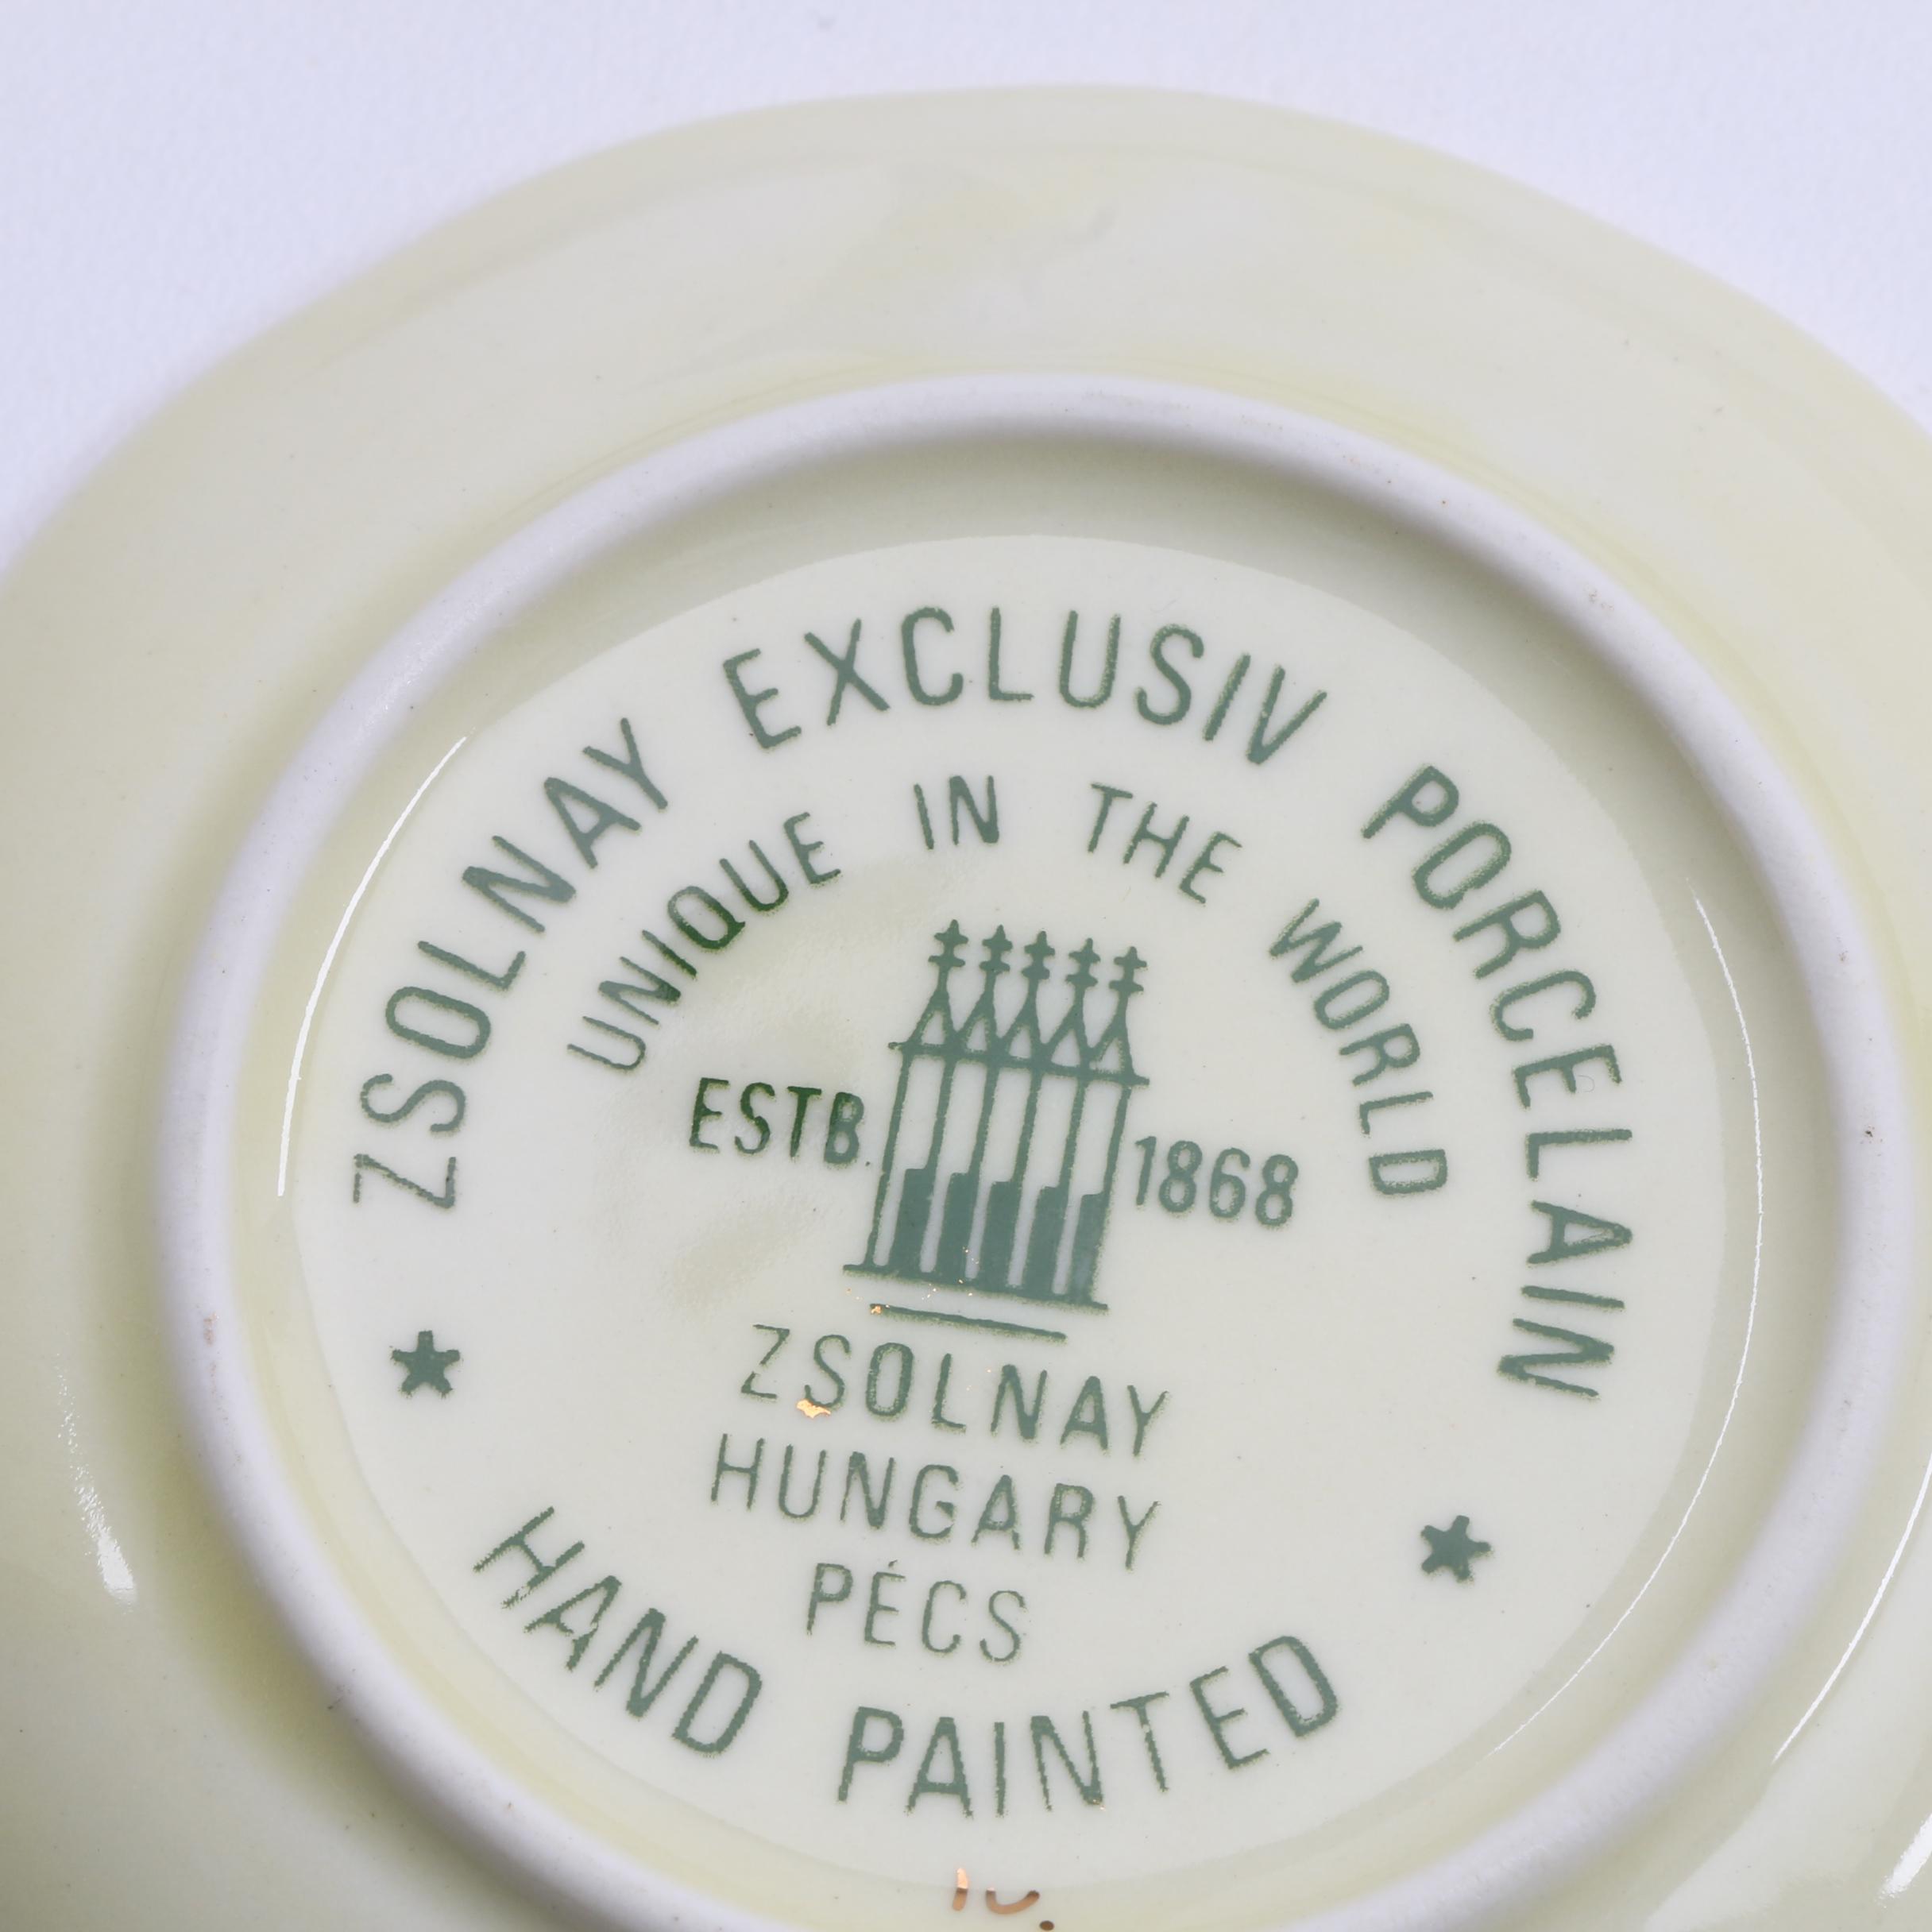 ZSOLNAY EXCLUSIV PORCELAIN
UNIQUE IN THE WORLD
ESTB. 1868
ZSOLNAY
HUNGARY
PÉCS
HAND PAINTED